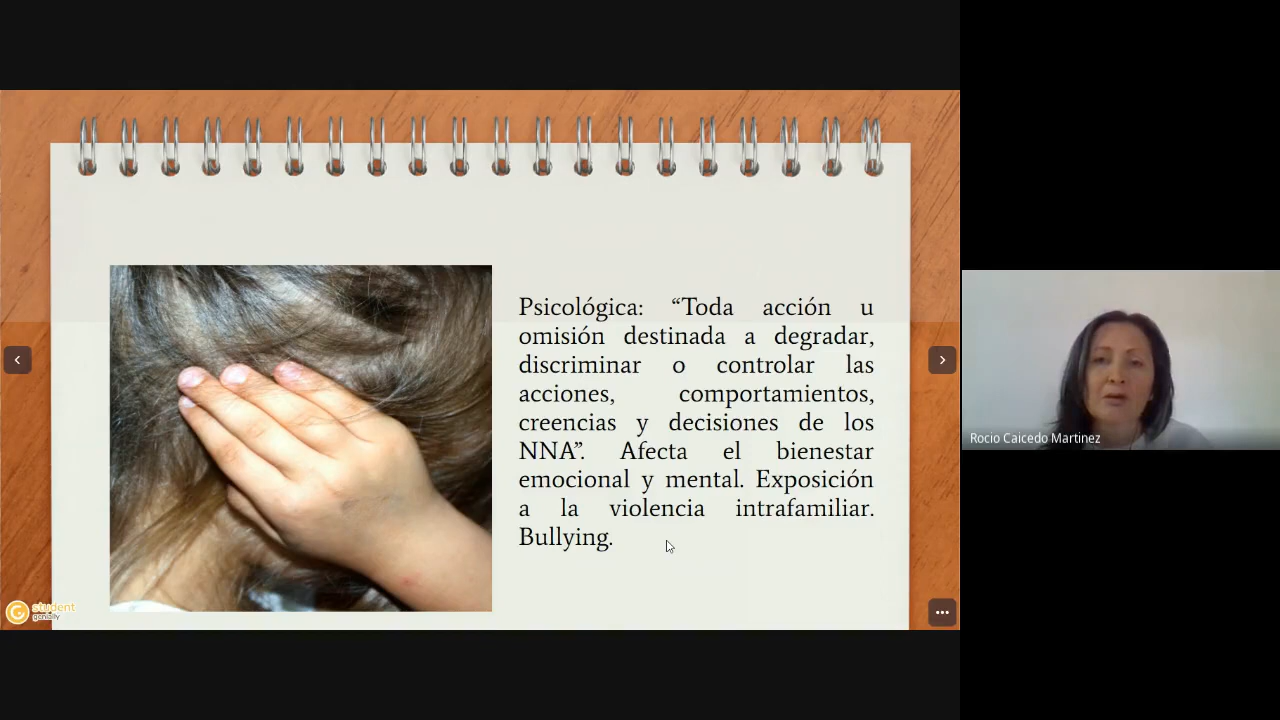 Psicológica: “Toda acción u
omisión destinada a degradar,
discriminar o controlar las
acciones, comportamientos,
creencias y decisiones de los
NNA”. Afecta el bienestar
emocional y mental. Exposición
a la violencia intrafamiliar.
Bullying.
Rocio Caicedo Martinez
student
genially